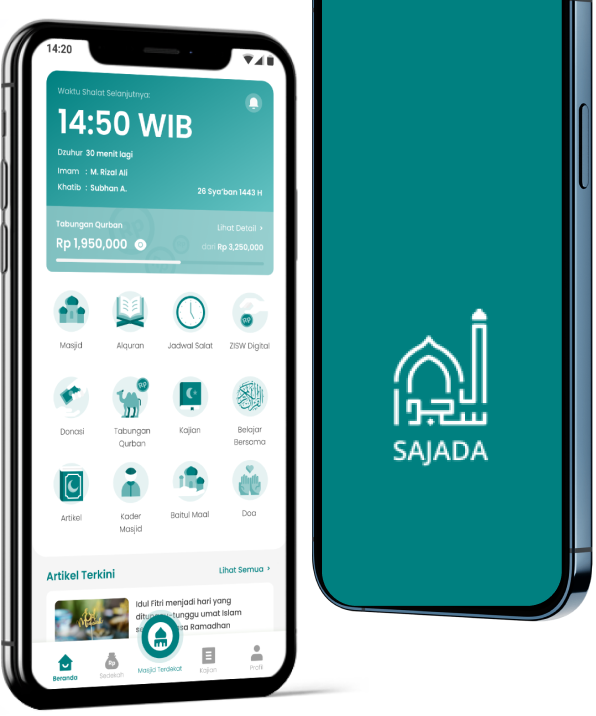 14:20
Waktu Shalat Selanjutnya:
14:50 WIB
Dzuhur 30 menit lagi
Imam : M. Rizal Ali
Khatib : Subhan A.
26 Sya'ban 1443 H
Tabungan Qurban
Lihat Detail >
Rp 1,950,000
dari Rp 3,250,000
Masjid
Alquran
Jadwal Salat
ZISW Digital
Donasi
Tabungan
Qurban
Kajian
Belajar
Bersama
Artikel
Kader
Masjid
Baitul Maal
Doa
Artikel Terkini
Lihat Semua >
Idul Fitri menjadi hari yang
tunggu umat Islam
Ramadhan
Beranda
Sedekah
Rp
Masjid Terdekat
Kajian
Profil
سجدوا
SAJADA